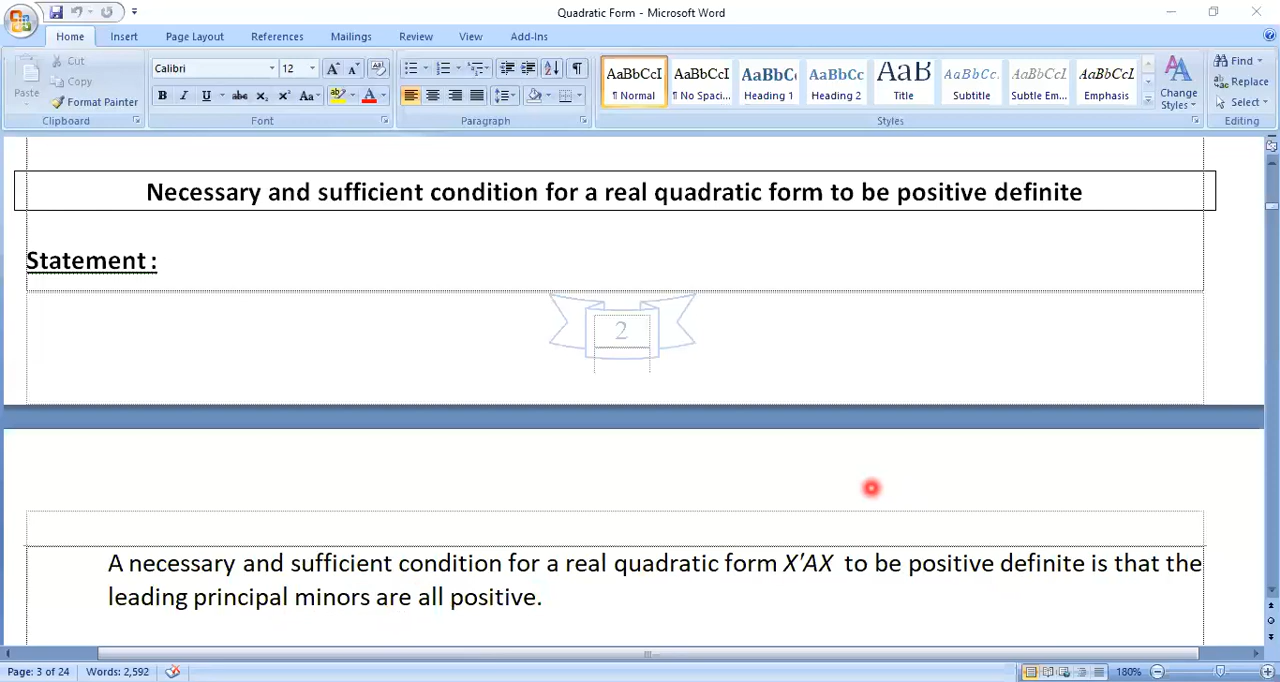 Quadratic Form - Microsoft Word
Home Insert Page Layout References Mailings Review View Add-Ins
Cut
Copy
Format Painter
Paste
Clipboard
Calibri 12
Font
Paragraph
AaBbCcI AaBbCcI AaBbC AaBbCc AaB AaBbCc. AaBbCcI AaBbCcI
¶ Normal ¶ No Spaci... Heading 1 Heading 2 Title Subtitle Subtle Em... Emphasis
Change
Styles
Styles
Find
Replace
Select
Editing
Necessary and sufficient condition for a real quadratic form to be positive definite
Statement :
2
A necessary and sufficient condition for a real quadratic form X′AX to be positive definite is that the
leading principal minors are all positive.
Page: 3 of 24 Words: 2,592 180%